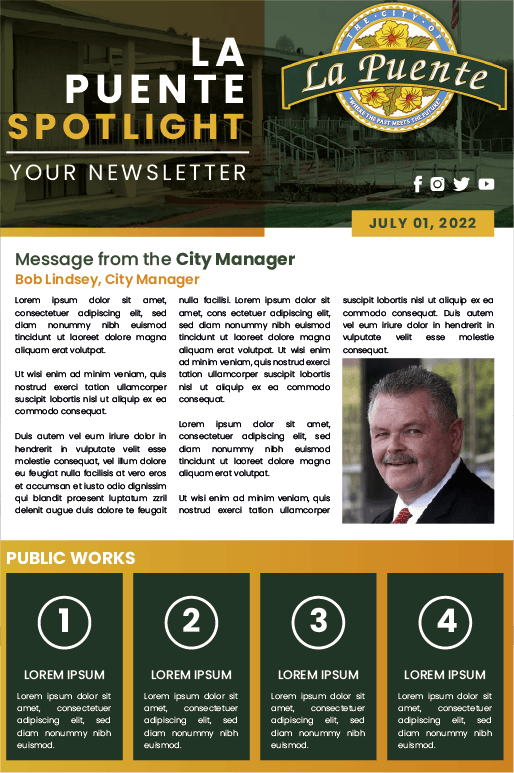 LA
PUENTE
SPOTLIGHT
YOUR NEWSLETTER
THE · CITY · OF
La Puente
"WHERE THE PAST MEETS THE FUTURE"
JULY 01, 2022
Message from the City Manager
Bob Lindsey, City Manager
Lorem ipsum dolor sit amet,
consectetuer adipiscing elit, sed
diam nonummy nibh euismod
tincidunt ut laoreet dolore magna
aliquam erat volutpat.
Ut wisi enim ad minim veniam, quis
nostrud exerci tation ullamcorper
suscipit lobortis nisl ut aliquip ex ea
commodo consequat.
Duis autem vel eum iriure dolor in
hendrerit in vulputate velit esse
molestie consequat, vel illum dolore
eu feugiat nulla facilisis at vero eros
et accumsan et iusto odio dignissim
qui blandit praesent luptatum zzril
delenit augue duis dolore te feugait
nulla facilisi. Lorem ipsum dolor sit
amet, cons ectetuer adipiscing elit,
sed diam nonummy nibh euismod
tincidunt ut laoreet dolore magna
aliquam erat volutpat. Ut wisi enim
ad minim veniam, quis nostrud exerci
tation ullamcorper suscipit lobortis
nisl ut aliquip ex ea commodo
consequat.
Lorem ipsum dolor sit amet,
consectetuer adipiscing elit, sed
diam nonummy nibh euismod
tincidunt ut laoreet dolore magna
aliquam erat volutpat.
Ut wisi enim ad minim veniam, quis
nostrud exerci tation ullamcorper
suscipit lobortis nisl ut aliquip ex ea
commodo consequat. Duis autem
vel eum iriure dolor in hendrerit in
vulputate velit esse molestie
consequat.
PUBLIC WORKS
1
LOREM IPSUM
Lorem ipsum dolor sit
amet, consectetuer
adipiscing elit, sed
diam nonummy nibh
euismod.
2
LOREM IPSUM
Lorem ipsum dolor sit
amet, consectetuer
adipiscing elit, sed
diam nonummy nibh
euismod.
3
LOREM IPSUM
Lorem ipsum dolor sit
amet, consectetuer
adipiscing elit, sed
diam nonummy nibh
euismod.
4
LOREM IPSUM
Lorem ipsum dolor sit
amet, consectetuer
adipiscing elit, sed
diam nonummy nibh
euismod.